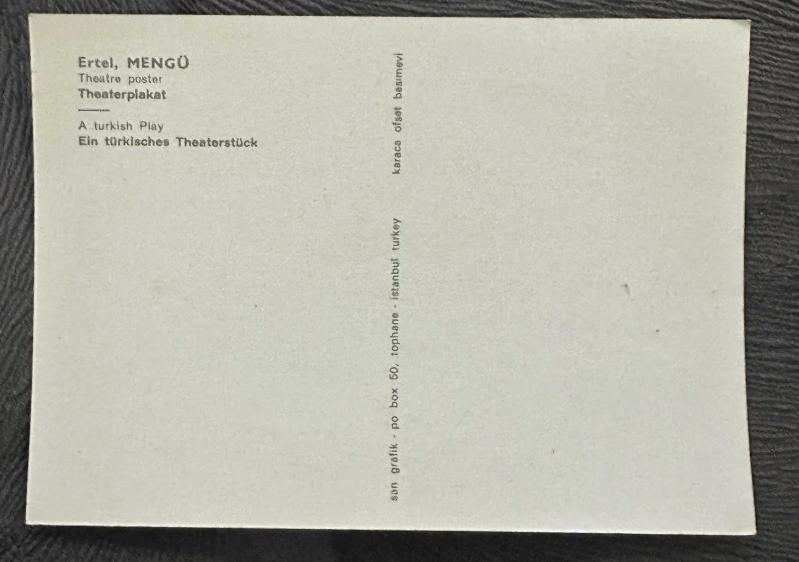 Ertel, MENGÜ
Theatre poster
Theaterplakat
A turkish Play
Ein türkisches Theaterstück
san grafik - po box 50, tophane - istanbul turkey karaca ofset basımevi